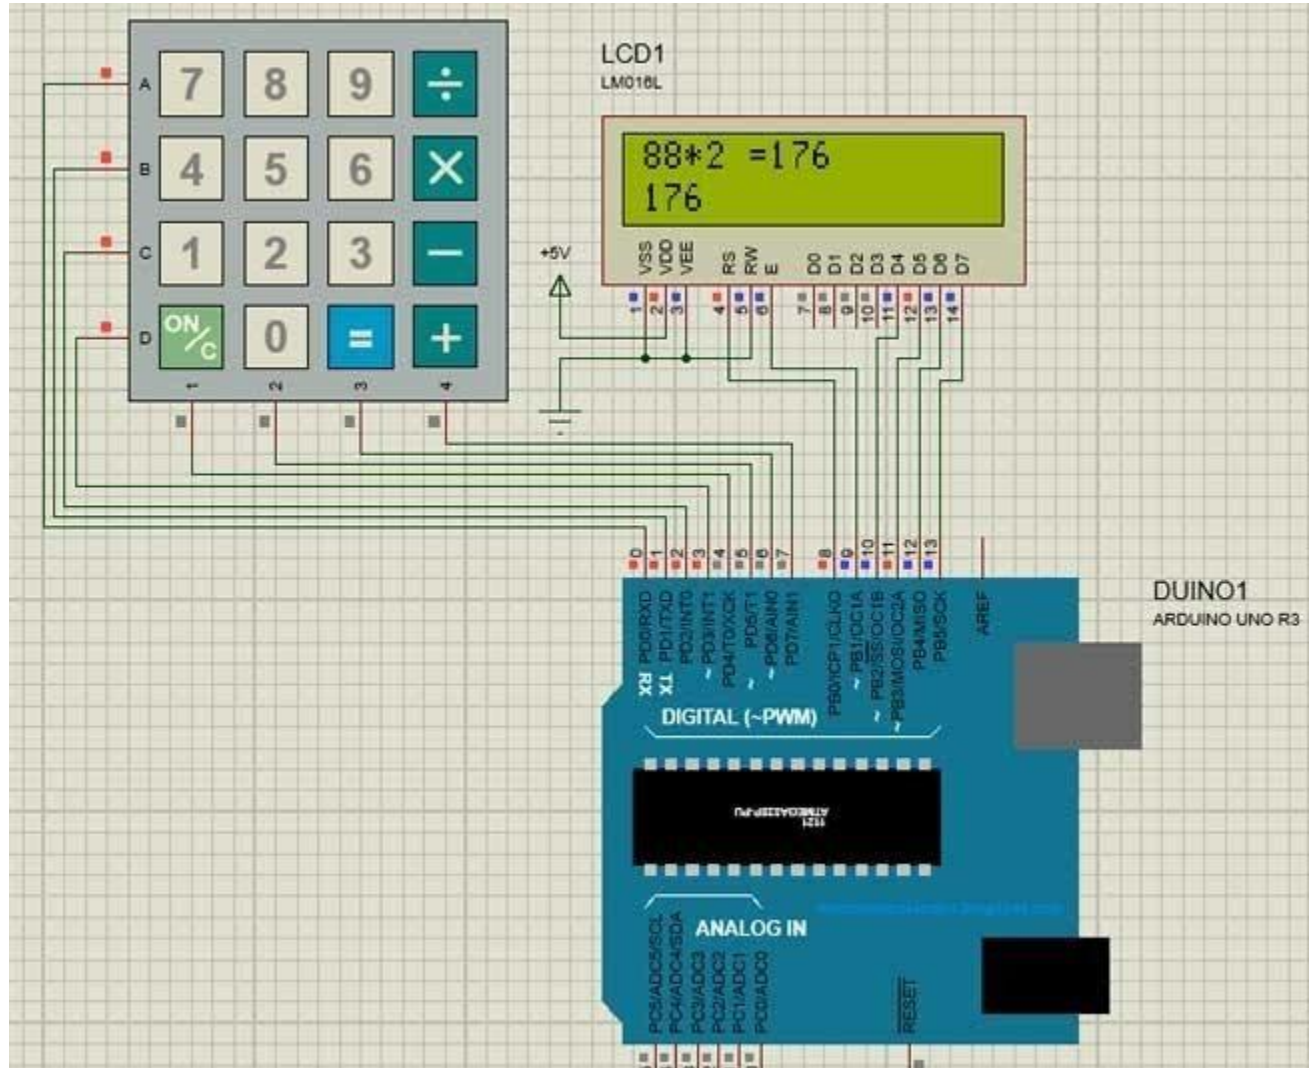 7 8 9 ÷
A
4 5 6 ×
B
1 2 3 −
C
ON/C 0 = +
D
1 2 3 4
LCD1
LM016L
88*2 =176
176
+5V
VSS VDD VEE RS RW E D0 D1 D2 D3 D4 D5 D6 D7
1 2 3 4 5 6 7 8 9 10 11 12 13 14
0 1 2 3 4 5 6 7 8 9 10 11 12 13
PD0/RXD
PD1/TXD
PD2/INT0
~ PD3/INT1
PD4/T0/XCK
~ PD5/T1
~ PD6/AIN0
PD7/AIN1
PB0/ICP1/CLKO
~ PB1/OC1A
~ PB2/SS/OC1B
~ PB3/MOSI/OC2A
PB4/MISO
PB5/SCK
AREF
RX TX
DIGITAL (~PWM)
DUINO1
ARDUINO UNO R3
ATMEGA328P-PU
1121
ANALOG IN
PC5/ADC5/SCL
PC4/ADC4/SDA
PC3/ADC3
PC2/ADC2
PC1/ADC1
PC0/ADC0
RESET